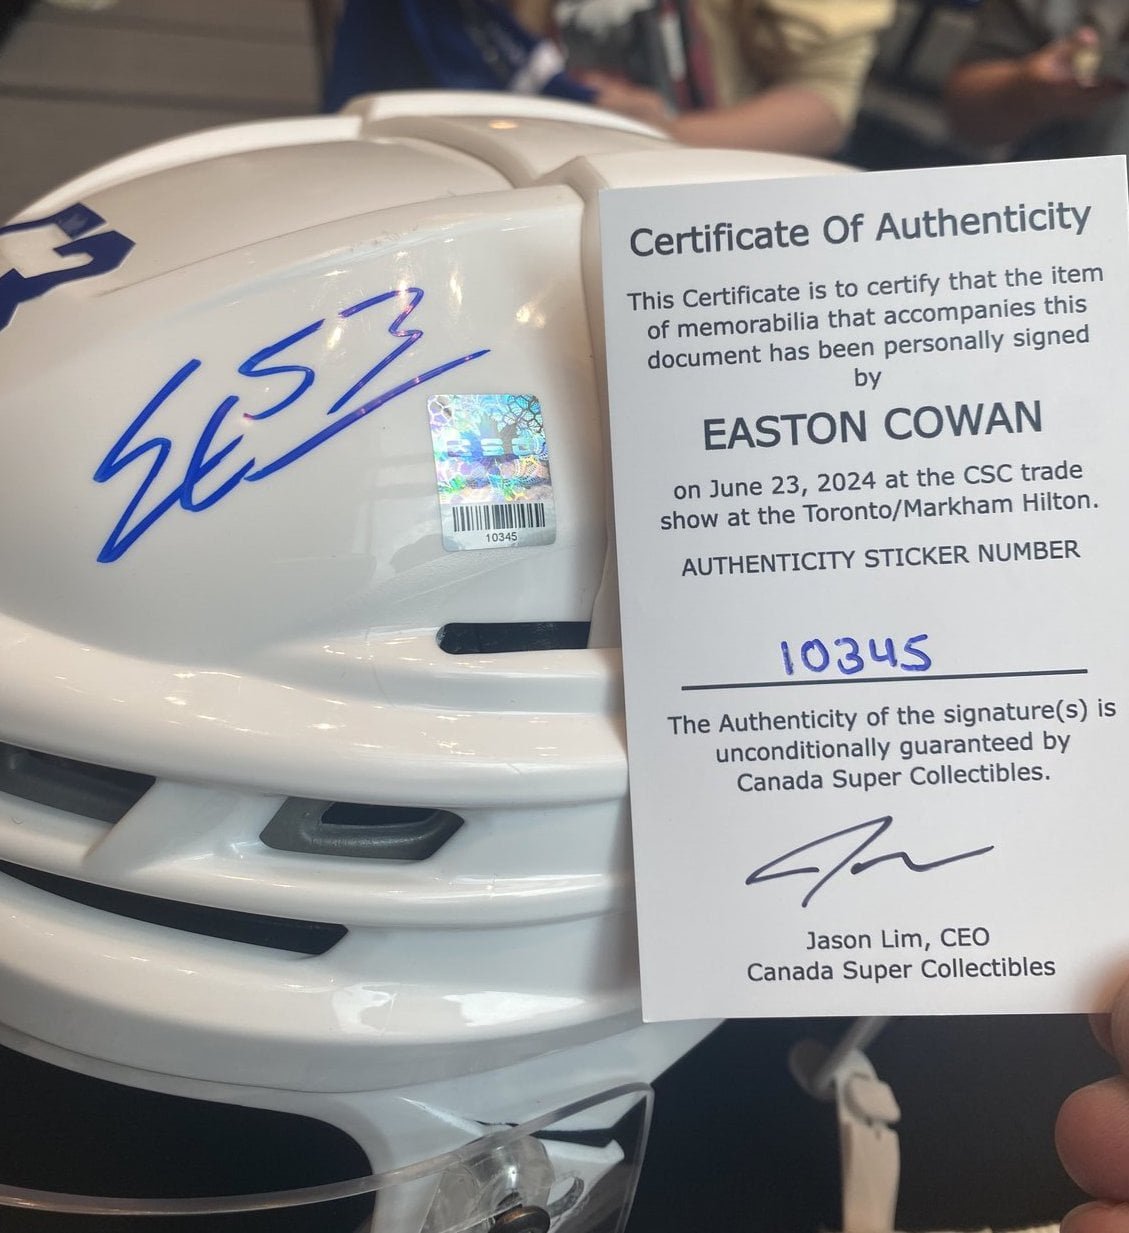 53
CSC
10345
Certificate Of Authenticity
This Certificate is to certify that the item
of memorabilia that accompanies this
document has been personally signed
by
EASTON COWAN
on June 23, 2024 at the CSC trade
show at the Toronto/Markham Hilton.
AUTHENTICITY STICKER NUMBER
10345
The Authenticity of the signature(s) is
unconditionally guaranteed by
Canada Super Collectibles.
Jason Lim, CEO
Canada Super Collectibles